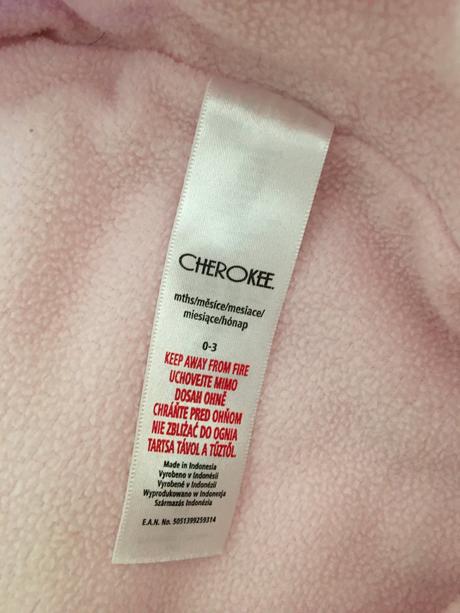 CHEROKEE.
mths/měsíce/mesiace/
miesiące/hónap
0-3
KEEP AWAY FROM FIRE
UCHOVEJTE MIMO
DOSAH OHNĚ
CHRÁŇTE PRED OHŇOM
NIE ZBLIŻAĆ DO OGNIA
TARTSA TÁVOL A TŰZTŐL.
Made in Indonesia
Vyrobeno v Indonésii
Vyrobené v Indonézii
Wyprodukowano w Indonezja
Származás Indonézia
E.A.N. No. 5051399259314